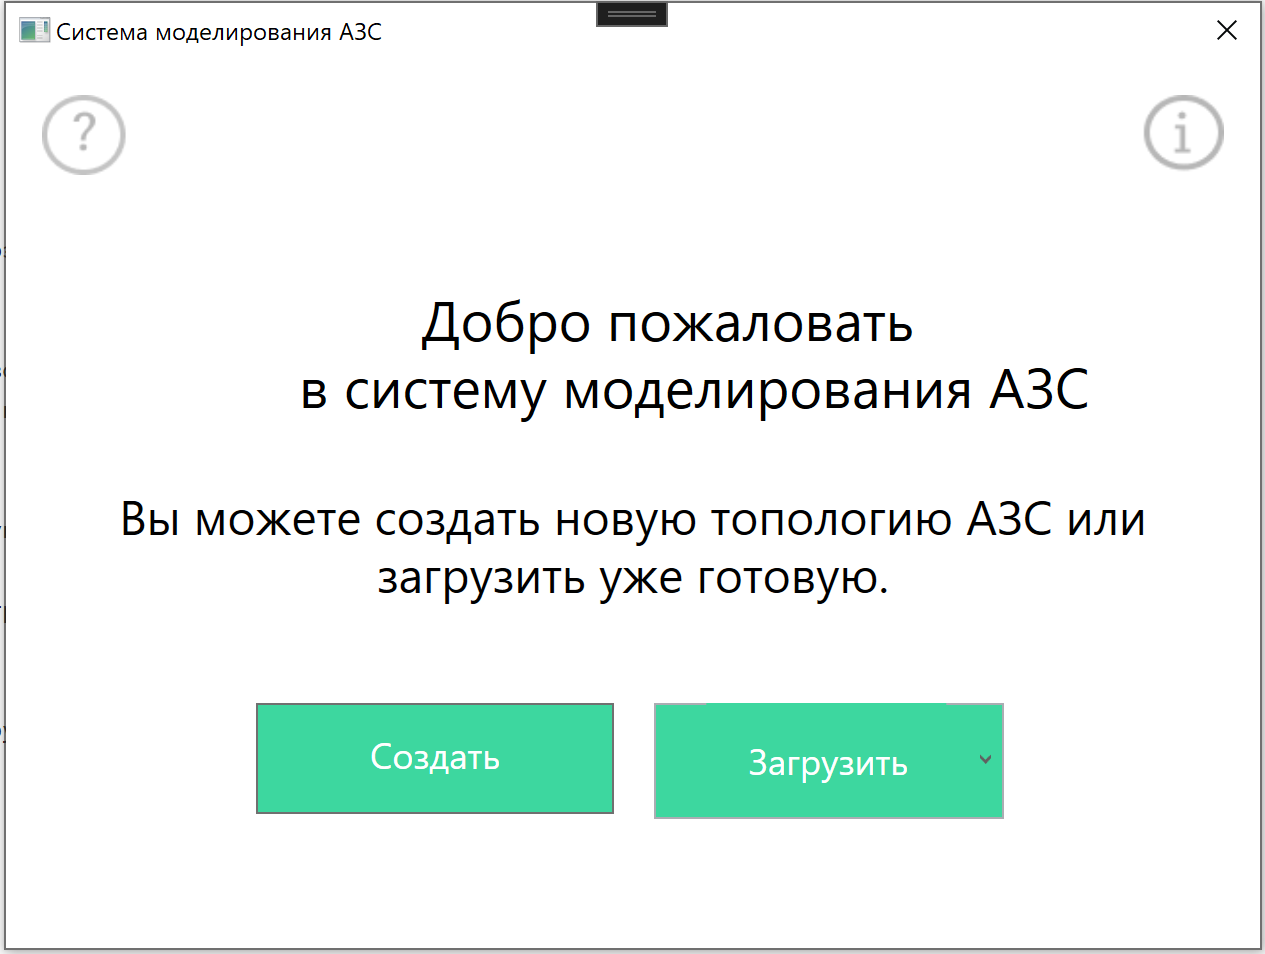 Система моделирования АЗС
?
i
Добро пожаловать
в систему моделирования АЗС
Вы можете создать новую топологию АЗС или
загрузить уже готовую.
Создать
Загрузить